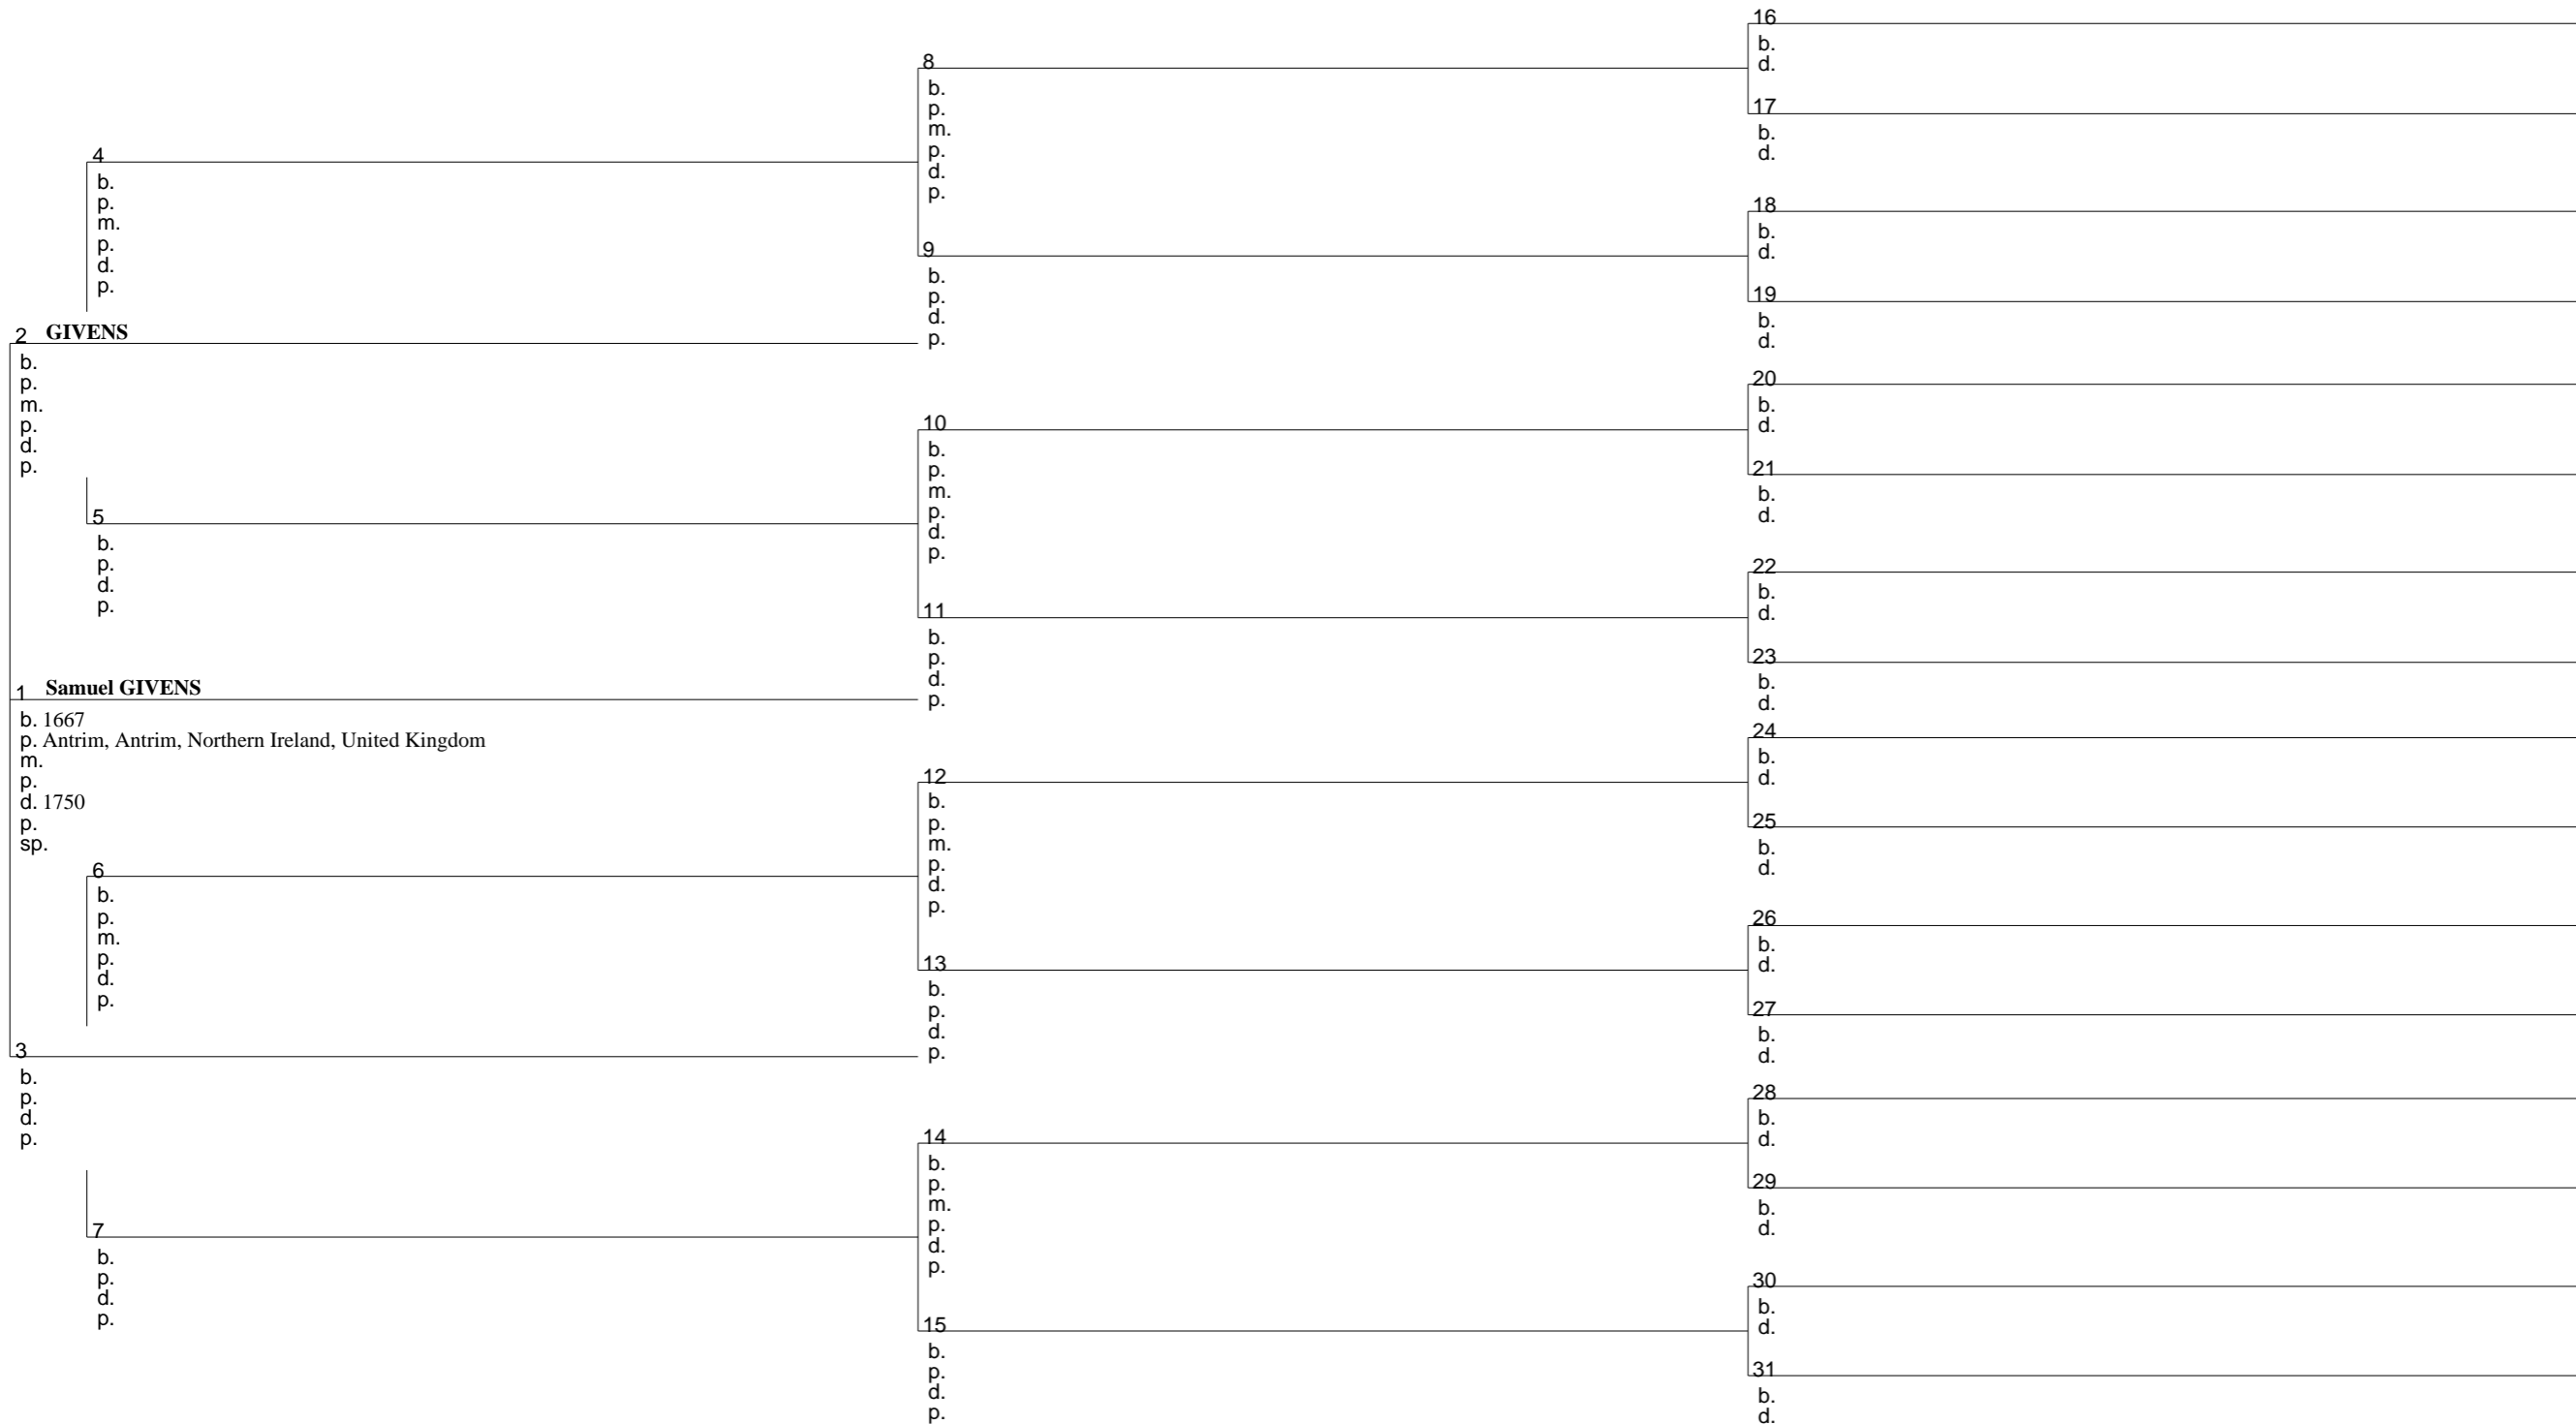 16
b.
d.
8
b.
p.
m.
p.
d.
p.
17
b.
d.
4
b.
p.
m.
p.
d.
p.
18
b.
d.
9
b.
p.
d.
p.
19
b.
d.
2 GIVENS
b.
p.
m.
p.
d.
p.
20
b.
d.
10
b.
p.
m.
p.
d.
p.
21
b.
d.
5
b.
p.
d.
p.
22
b.
d.
11
b.
p.
d.
p.
23
b.
d.
1 Samuel GIVENS
b. 1667
p. Antrim, Antrim, Northern Ireland, United Kingdom
m.
p.
d. 1750
p.
sp.
24
b.
d.
12
b.
p.
m.
p.
d.
p.
25
b.
d.
6
b.
p.
m.
p.
d.
p.
26
b.
d.
13
b.
p.
d.
p.
27
b.
d.
3
b.
p.
d.
p.
28
b.
d.
14
b.
p.
m.
p.
d.
p.
29
b.
d.
7
b.
p.
d.
p.
30
b.
d.
15
b.
p.
d.
p.
31
b.
d.